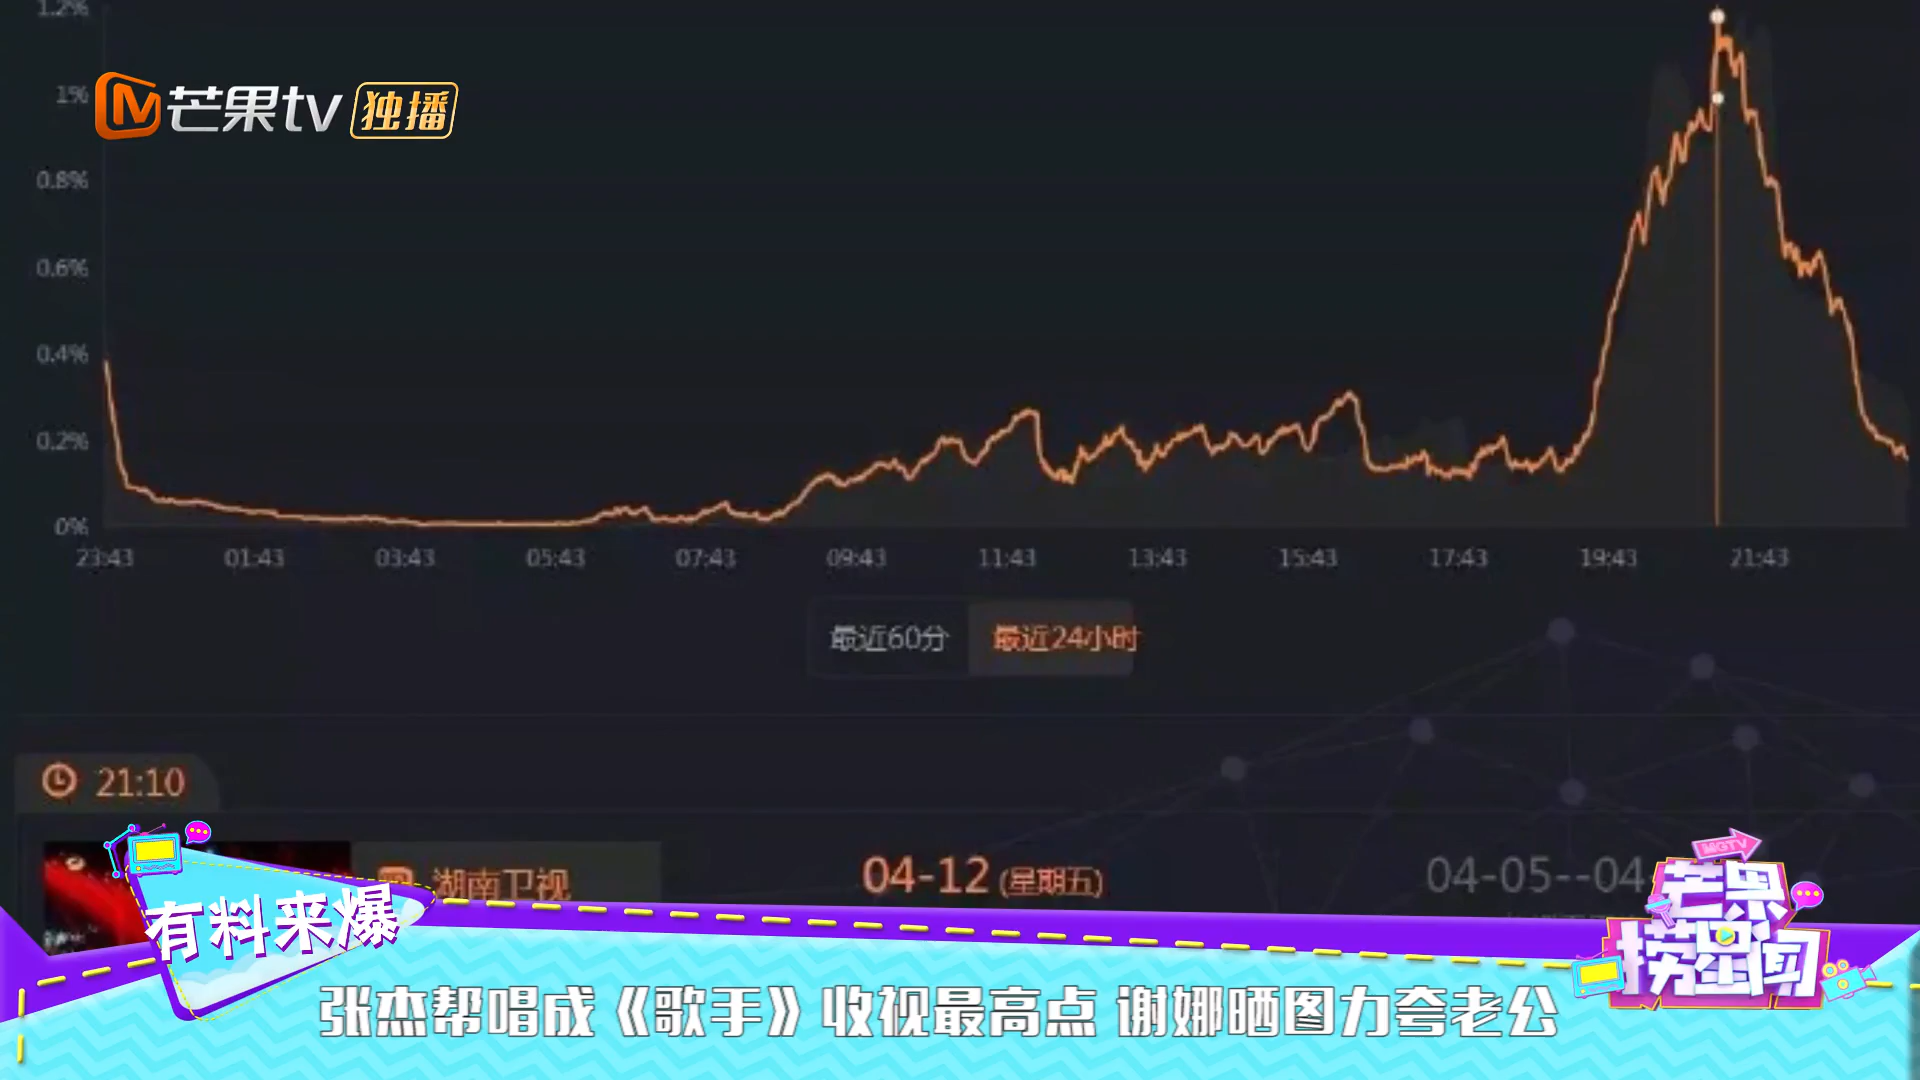 1.2%
1%
芒果tv 独播
0.8%
0.6%
0.4%
0.2%
0%
23:43 01:43 03:43 05:43 07:43 09:43 11:43 13:43 15:43 17:43 19:43 21:43
最近60分 最近24小时
21:10
湖南卫视 04-12 (星期五) 04-05--04-
MGTV
有料来爆
芒果
捞星闻
张杰帮唱成《歌手》收视最高点 谢娜晒图力夸老公